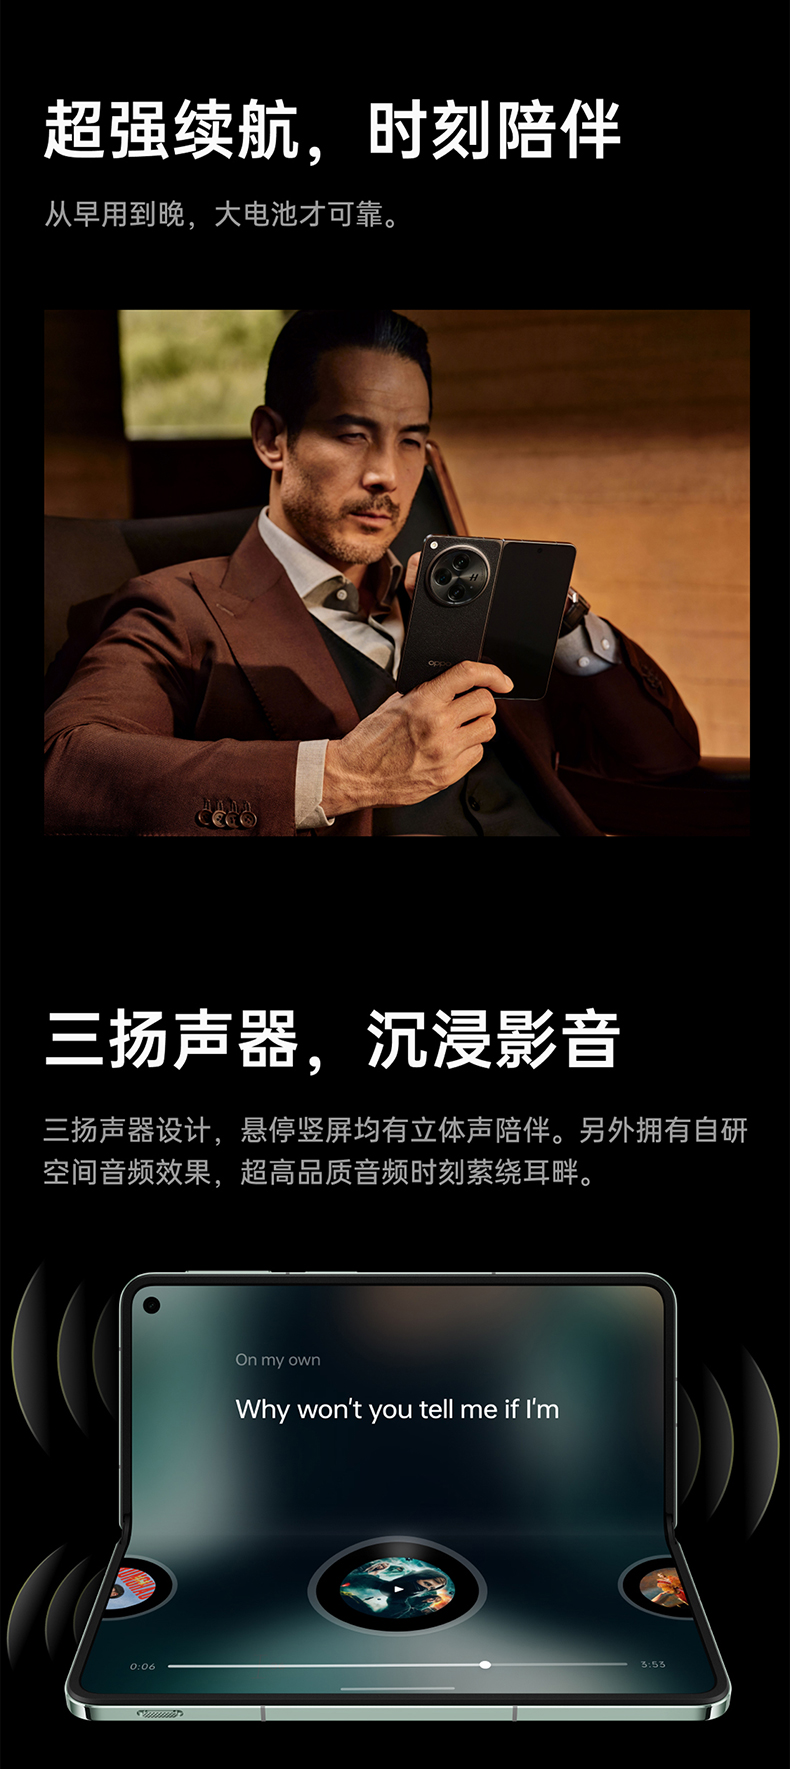 超强续航，时刻陪伴
从早用到晚，大电池才可靠。
oppo
三扬声器，沉浸影音
三扬声器设计，悬停竖屏均有立体声陪伴。另外拥有自研
空间音频效果，超高品质音频时刻萦绕耳畔。
On my own
Why won't you tell me if I'm
0:06
3:53